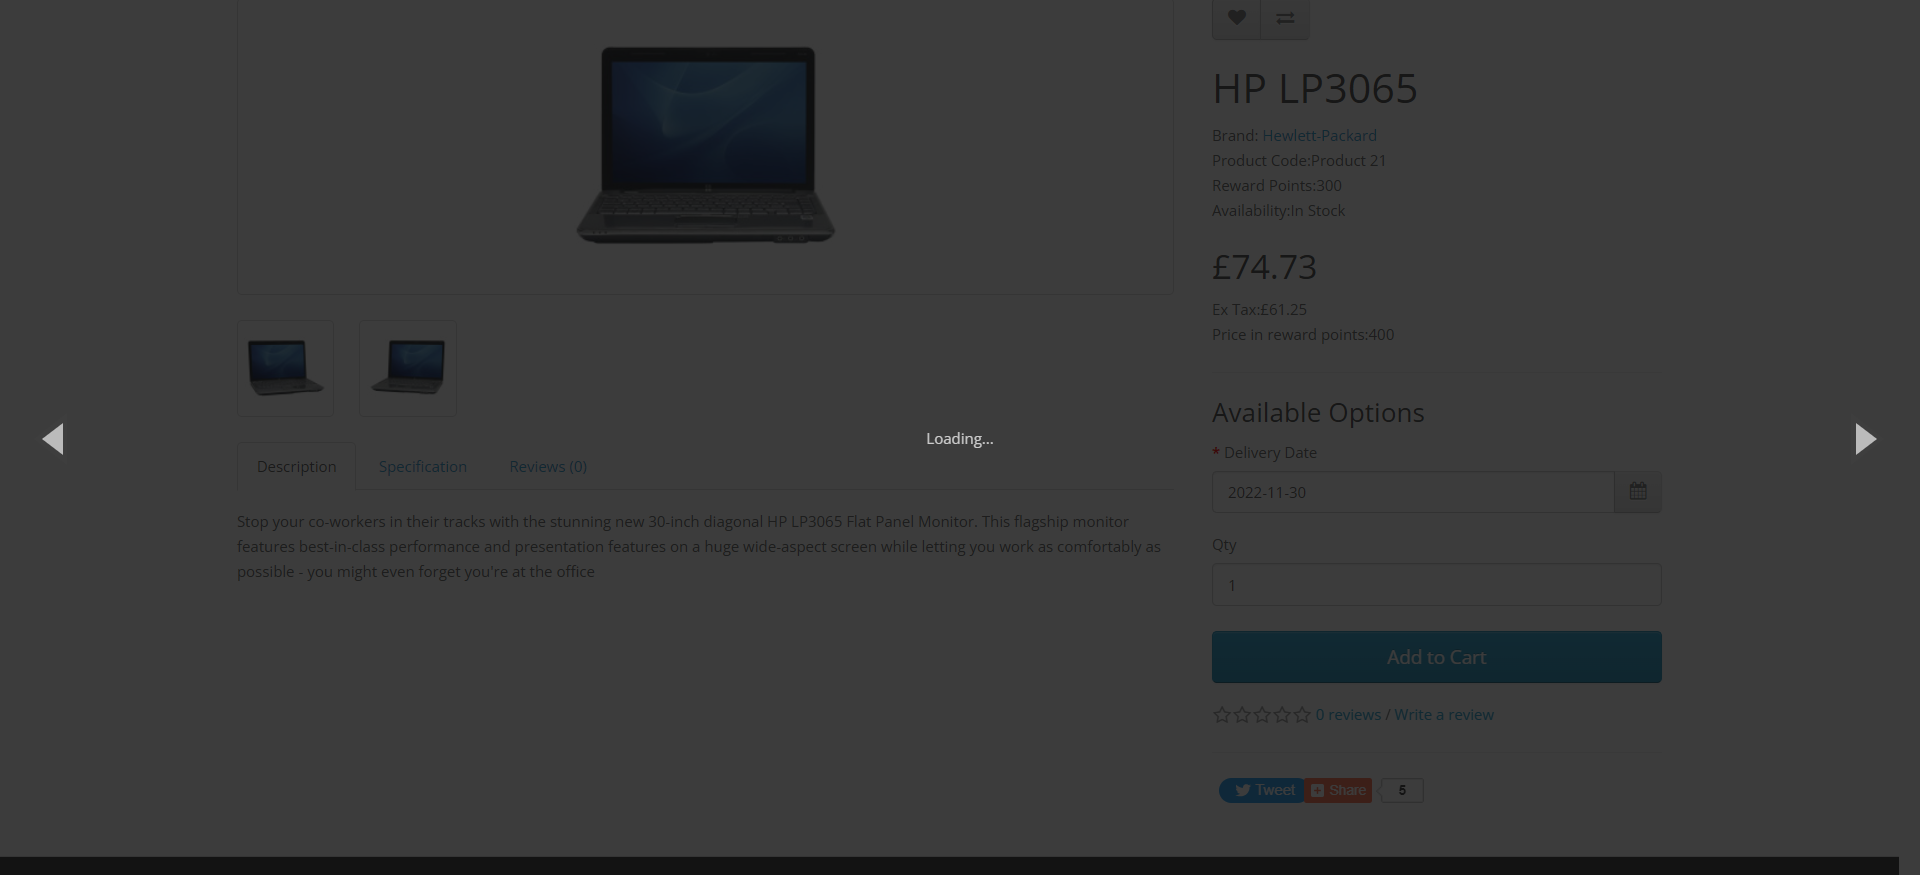 HP LP3065
Brand: Hewlett-Packard
Product Code:Product 21
Reward Points:300
Availability:In Stock
£74.73
Ex Tax:£61.25
Price in reward points:400
Available Options
* Delivery Date
2022-11-30
Qty
1
Add to Cart
0 reviews / Write a review
Tweet Share 5
Loading...
Description Specification Reviews (0)
Stop your co-workers in their tracks with the stunning new 30-inch diagonal HP LP3065 Flat Panel Monitor. This flagship monitor
features best-in-class performance and presentation features on a huge wide-aspect screen while letting you work as comfortably as
possible - you might even forget you're at the office